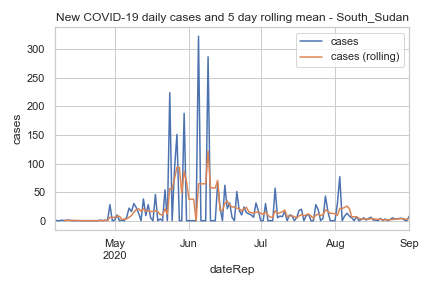 New COVID-19 daily cases and 5 day rolling mean - South_Sudan
cases
cases (rolling)
cases
300
250
200
150
100
50
0
May
2020
Jun
Jul
Aug
Sep
dateRep